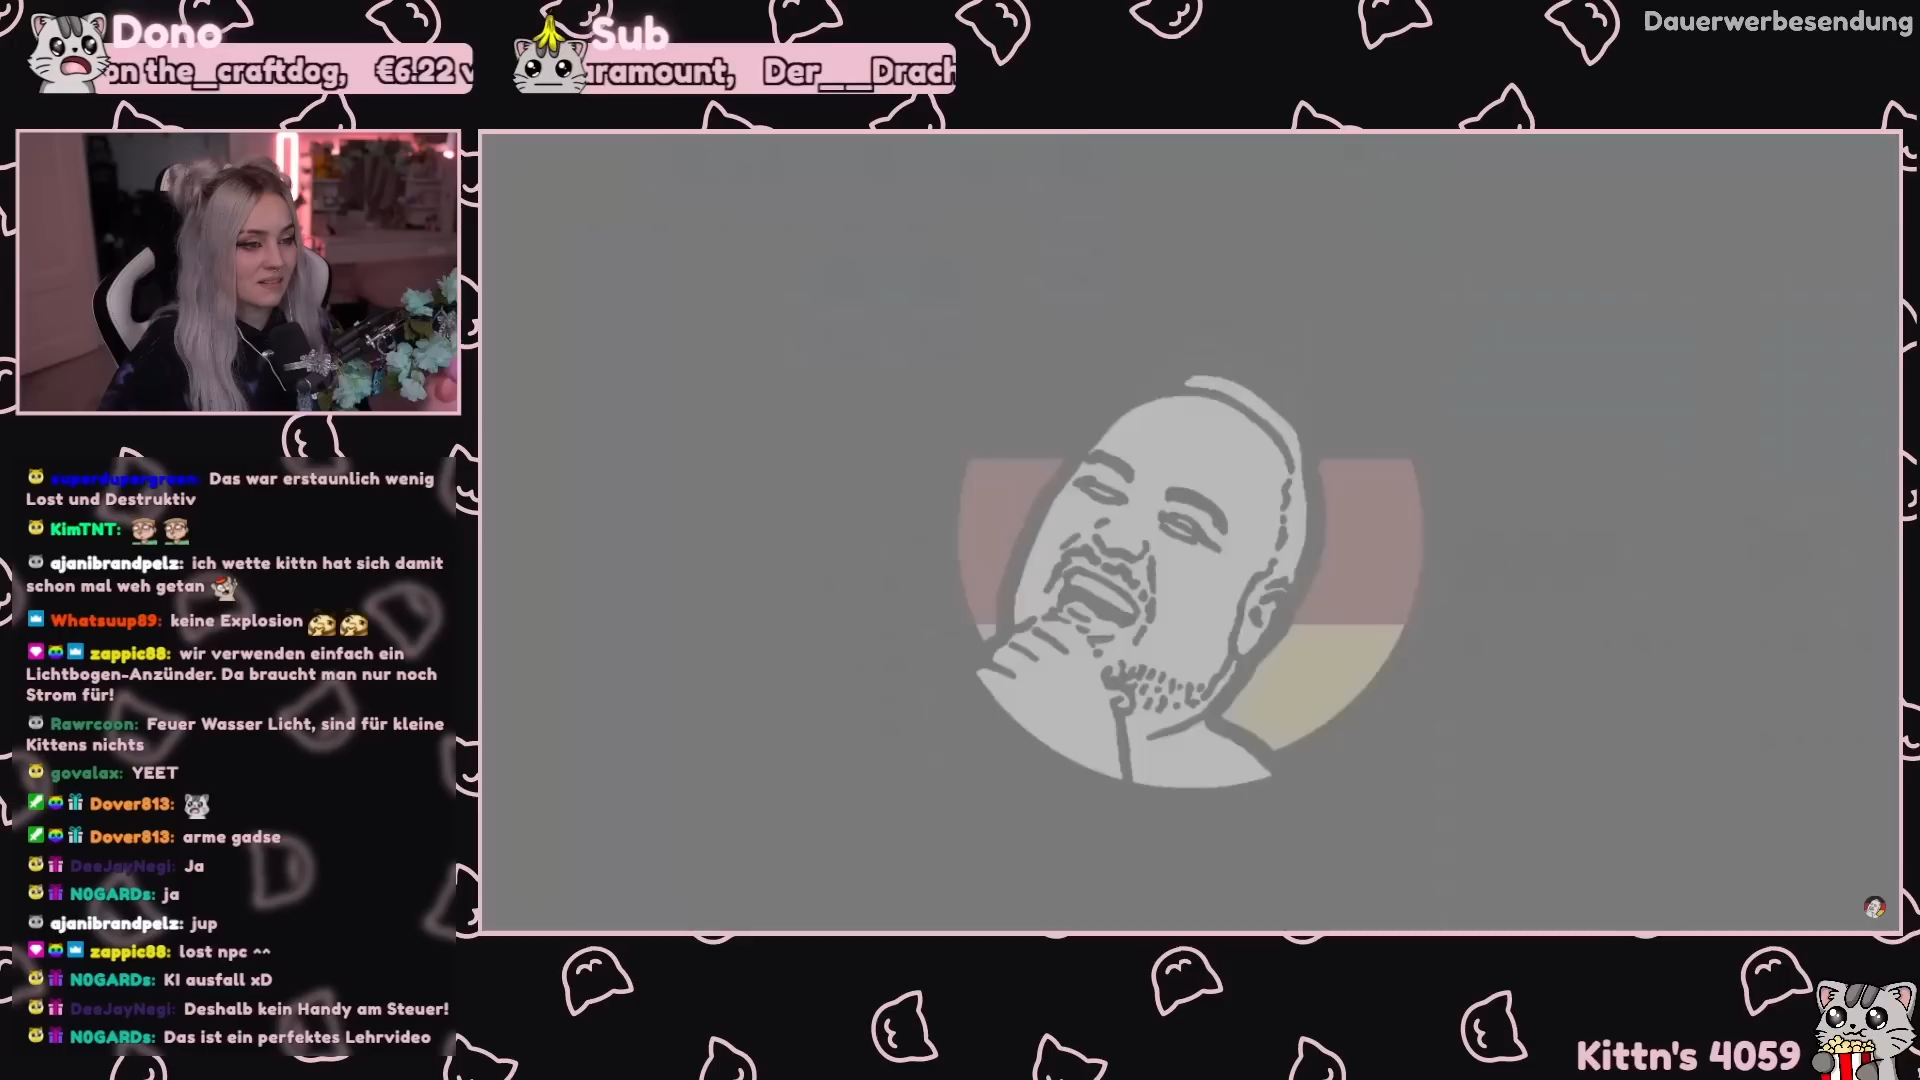 Dono
on the_craftdog, €6.22 v
Sub
aramount, Der___Drach
Dauerwerbesendung
superdupergreen: Das war erstaunlich wenig
Lost und Destruktiv
KimTNT:
ajanibrandpelz: ich wette kittn hat sich damit
schon mal weh getan
Whatsuup89: keine Explosion
zappic88: wir verwenden einfach ein
Lichtbogen-Anzünder. Da braucht man nur noch
Strom für!
Rawrcoon: Feuer Wasser Licht, sind für kleine
Kittens nichts
govalax: YEET
Dover813:
Dover813: arme gadse
DeeJayNegi: Ja
N0GARDs: ja
ajanibrandpelz: jup
zappic88: lost npc ^^
N0GARDs: KI ausfall xD
DeeJayNegi: Deshalb kein Handy am Steuer!
N0GARDs: Das ist ein perfektes Lehrvideo
Kittn's 4059